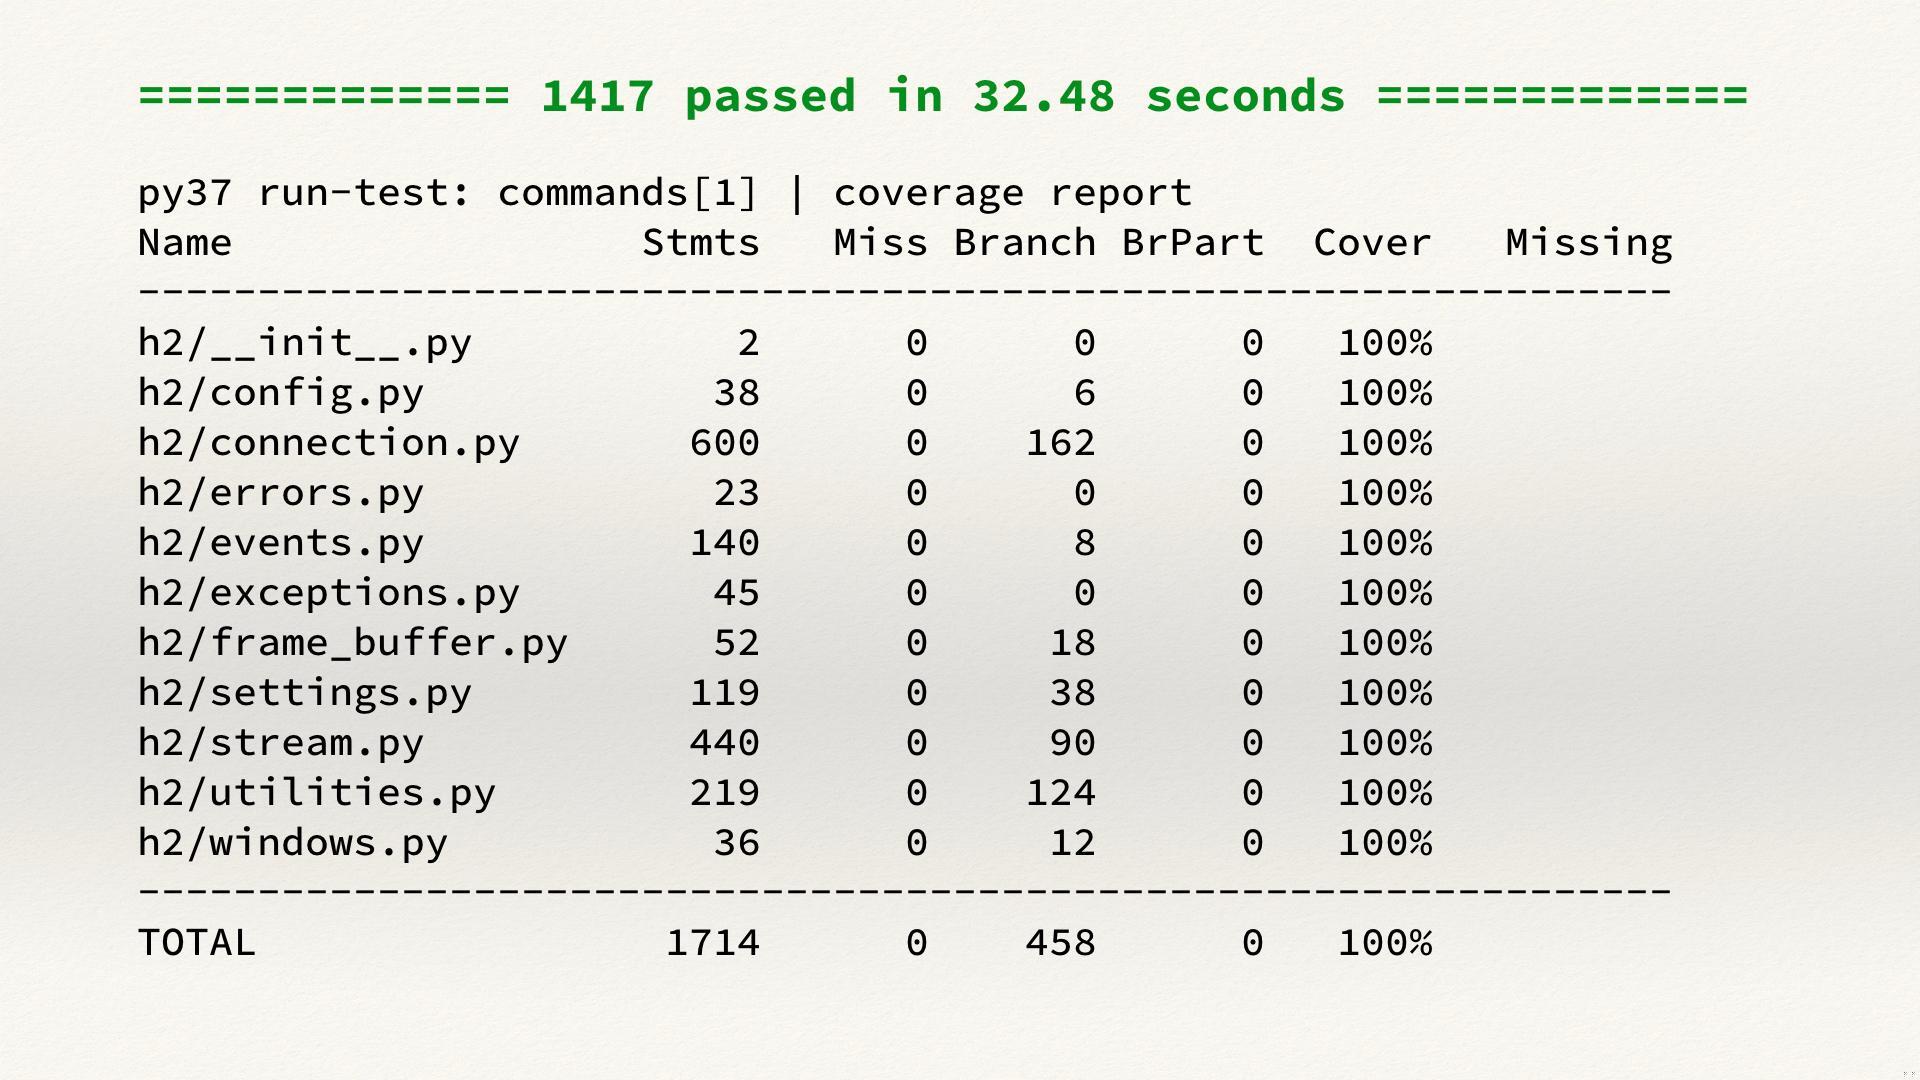 ============= 1417 passed in 32.48 seconds =============
py37 run-test: commands[1] | coverage report
Name                 Stmts   Miss Branch BrPart  Cover   Missing
----------------------------------------------------------------
h2/__init__.py           2      0      0      0   100%
h2/config.py            38      0      6      0   100%
h2/connection.py       600      0    162      0   100%
h2/errors.py            23      0      0      0   100%
h2/events.py           140      0      8      0   100%
h2/exceptions.py        45      0      0      0   100%
h2/frame_buffer.py      52      0     18      0   100%
h2/settings.py         119      0     38      0   100%
h2/stream.py           440      0     90      0   100%
h2/utilities.py        219      0    124      0   100%
h2/windows.py           36      0     12      0   100%
----------------------------------------------------------------
TOTAL                 1714      0    458      0   100%